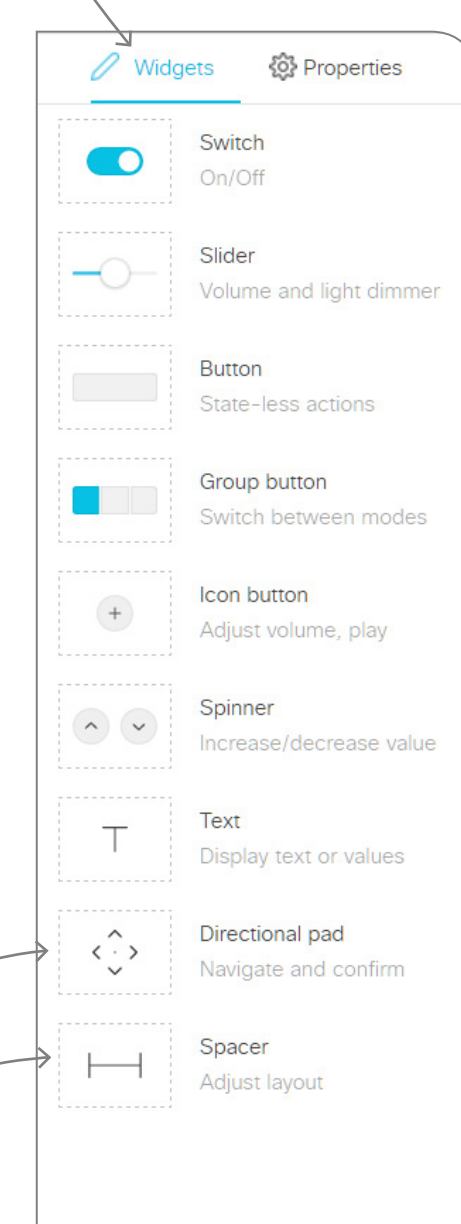 Widgets Properties
Switch
On/Off
Slider
Volume and light dimmer
Button
State-less actions
Group button
Switch between modes
Icon button
Adjust volume, play
Spinner
Increase/decrease value
Text
Display text or values
Directional pad
Navigate and confirm
Spacer
Adjust layout